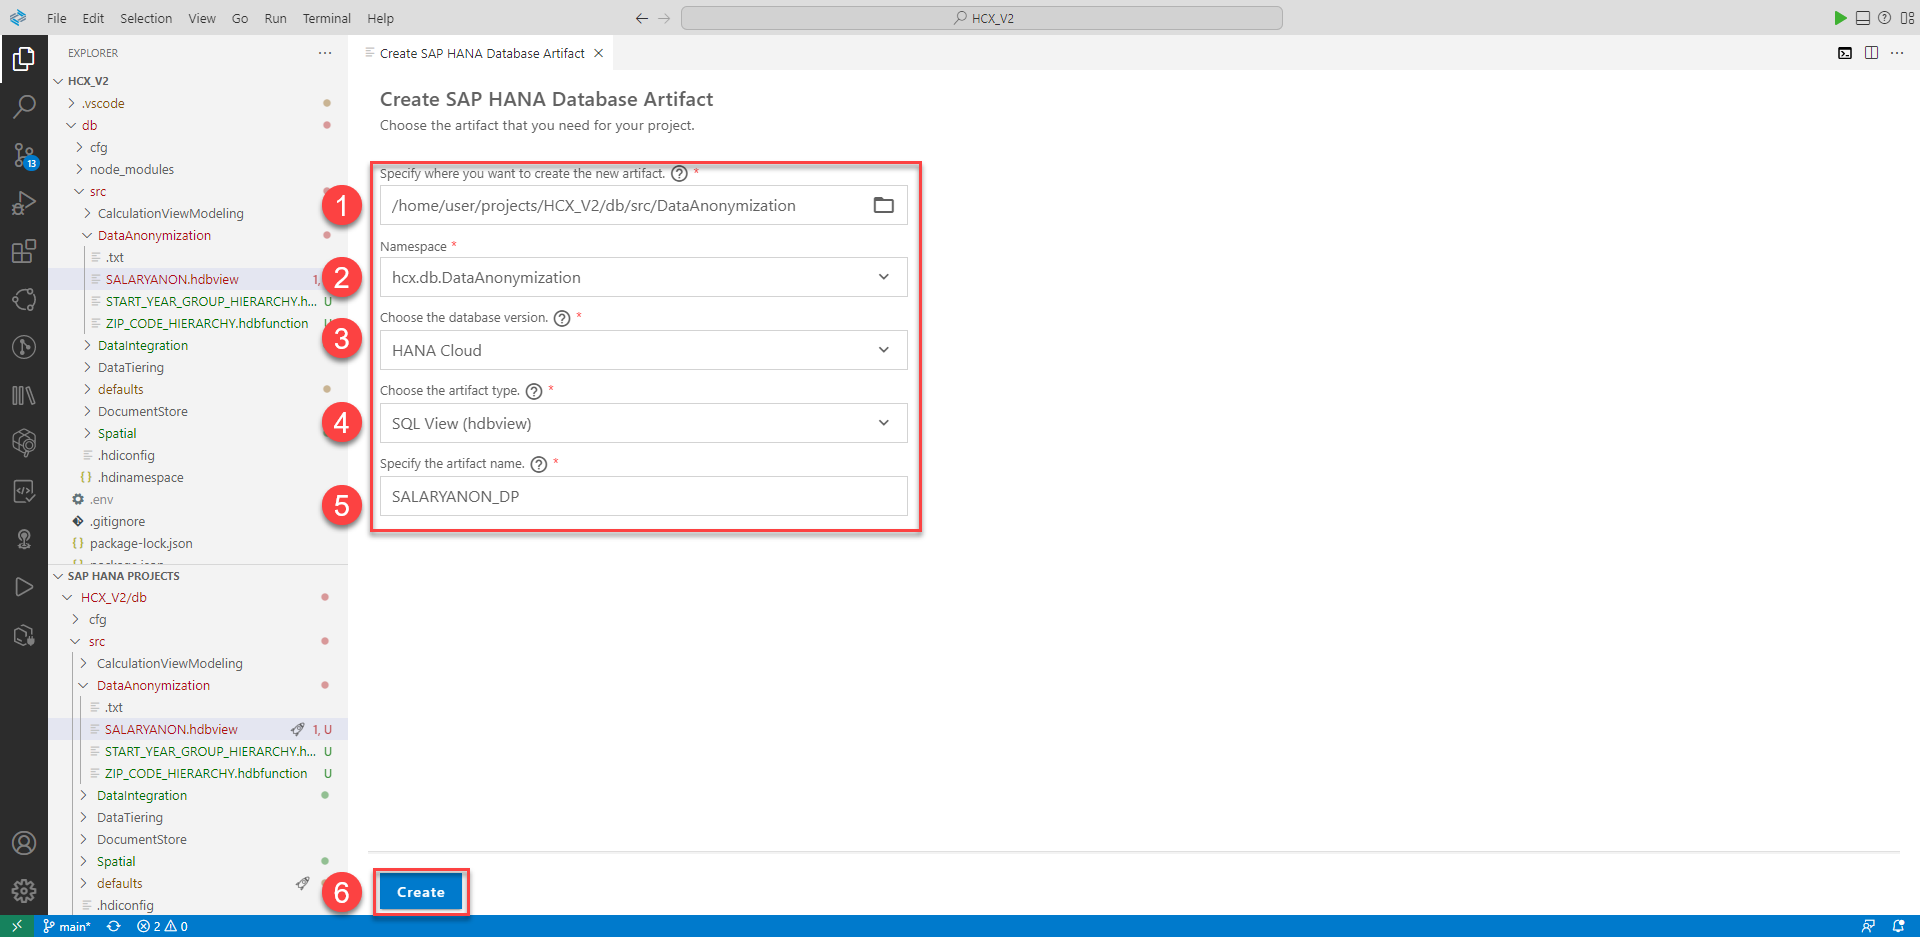 File Edit Selection View Go Run Terminal Help
HCX_V2
EXPLORER
HCX_V2
.vscode
db
cfg
node_modules
src
CalculationViewModeling
DataAnonymization
.txt
SALARYANON.hdbview 1,
START_YEAR_GROUP_HIERARCHY.h... U
ZIP_CODE_HIERARCHY.hdbfunction
DataIntegration
DataTiering
defaults
DocumentStore
Spatial
.hdiconfig
{} .hdinamespace
.env
.gitignore
{} package-lock.json
SAP HANA PROJECTS
HCX_V2/db
cfg
src
CalculationViewModeling
DataAnonymization
.txt
SALARYANON.hdbview 1, U
START_YEAR_GROUP_HIERARCHY.h... U
ZIP_CODE_HIERARCHY.hdbfunction U
DataIntegration
DataTiering
DocumentStore
Spatial
defaults
.hdiconfig
13
Create SAP HANA Database Artifact
Create SAP HANA Database Artifact
Choose the artifact that you need for your project.
Specify where you want to create the new artifact. ? *
1 /home/user/projects/HCX_V2/db/src/DataAnonymization
Namespace *
2 hcx.db.DataAnonymization
Choose the database version. ? *
3 HANA Cloud
Choose the artifact type. ? *
4 SQL View (hdbview)
Specify the artifact name. ? *
5 SALARYANON_DP
6 Create
main* 2 0